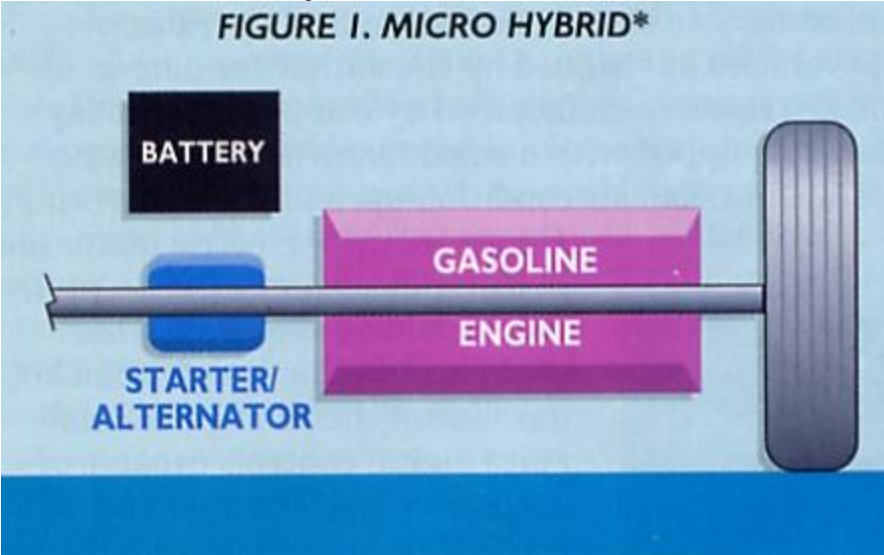 FIGURE 1. MICRO HYBRID*
BATTERY
GASOLINE
ENGINE
STARTER/
ALTERNATOR